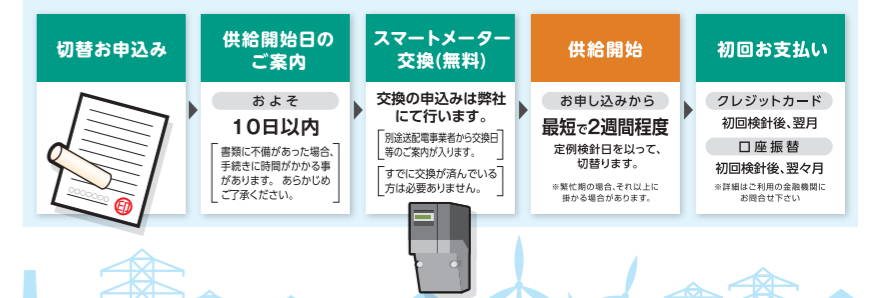 切替お申込み
供給開始日の
ご案内
およそ
10日以内
書類に不備があった場合、
手続きに時間がかかる事
があります。 あらかじめ
ご了承ください。
スマートメーター
交換(無料)
交換の申込みは弊社
にて行います。
別途送配電事業者から交換日
等のご案内が入ります。
すでに交換が済んでいる
方は必要ありません。
供給開始
お申し込みから
最短で2週間程度
定例検針日を以って、
切替ります。
※繁忙期の場合、それ以上に
掛かる場合があります。
初回お支払い
クレジットカード
初回検針後、翌月
口座振替
初回検針後、翌々月
※詳細はご利用の金融機関に
お問合せ下さい
印